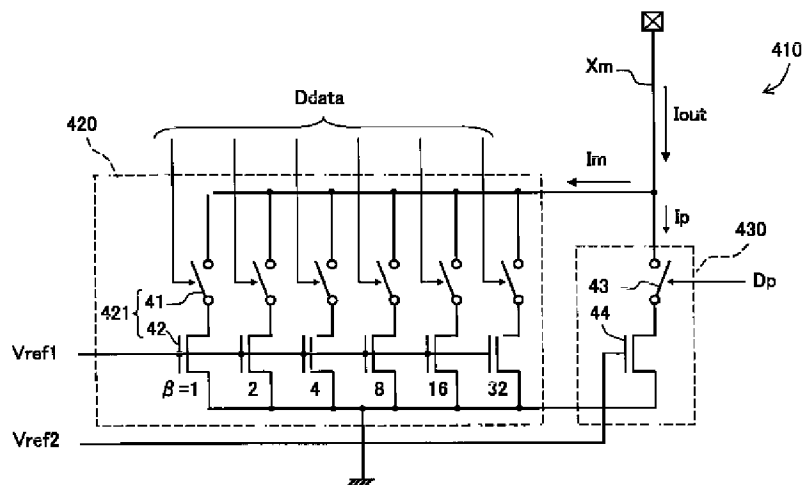 410
Xm
Ddata
Iout
420
Im
Ip
430
41
421
42
43
Dp
44
Vref1
β=1 2 4 8 16 32
Vref2